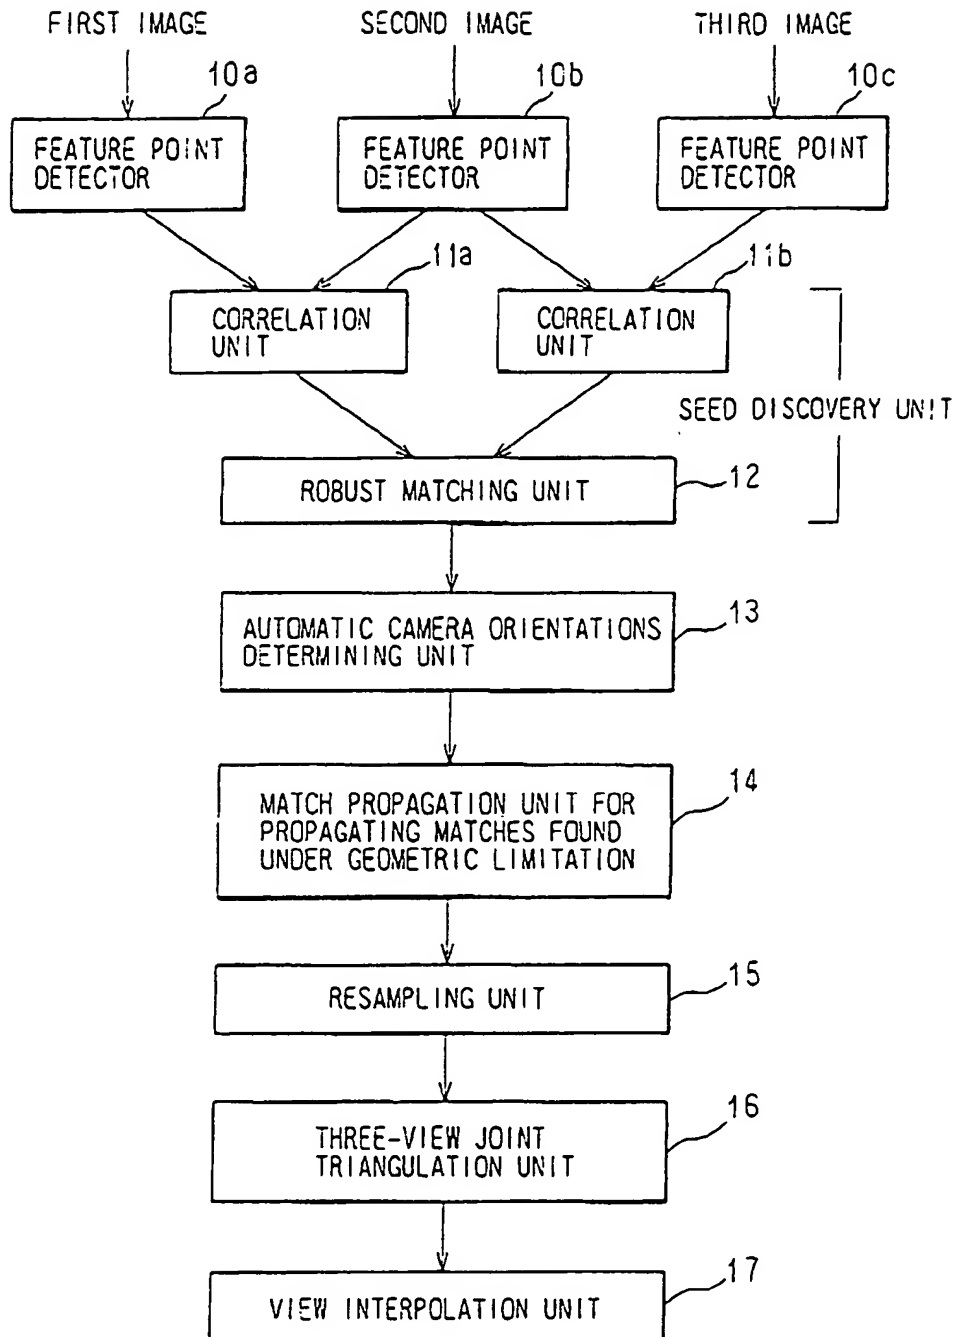 FIRST IMAGE
SECOND IMAGE
THIRD IMAGE
10a
10b
10c
FEATURE POINT
DETECTOR
FEATURE POINT
DETECTOR
FEATURE POINT
DETECTOR
11a
11b
CORRELATION
UNIT
CORRELATION
UNIT
SEED DISCOVERY UNIT
ROBUST MATCHING UNIT
12
AUTOMATIC CAMERA ORIENTATIONS
DETERMINING UNIT
13
MATCH PROPAGATION UNIT FOR
PROPAGATING MATCHES FOUND
UNDER GEOMETRIC LIMITATION
14
RESAMPLING UNIT
15
THREE-VIEW JOINT
TRIANGULATION UNIT
16
VIEW INTERPOLATION UNIT
17